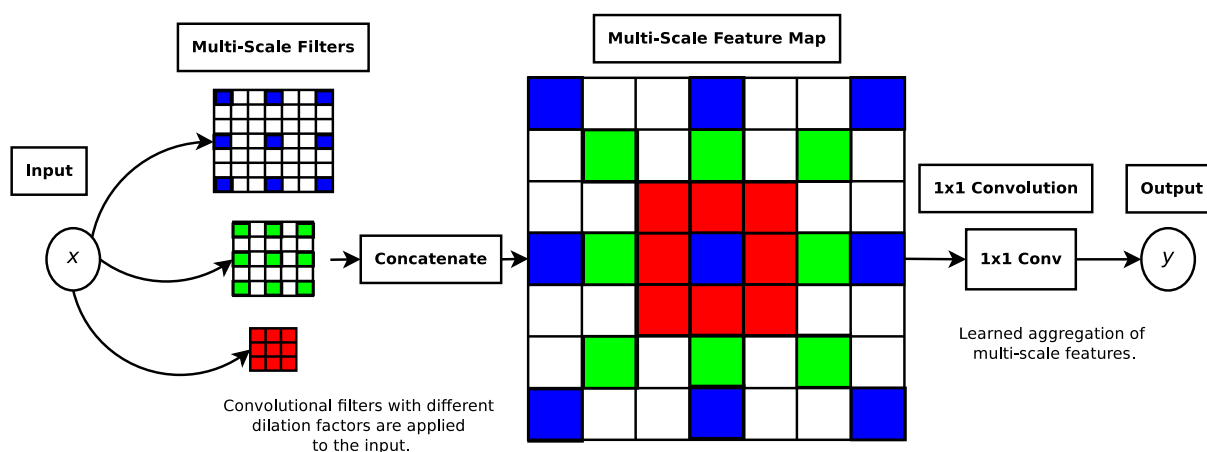 Multi-Scale Filters
Multi-Scale Feature Map
Input
x
Concatenate
1x1 Convolution
1x1 Conv
Output
y
Learned aggregation of
multi-scale features.
Convolutional filters with different
dilation factors are applied
to the input.